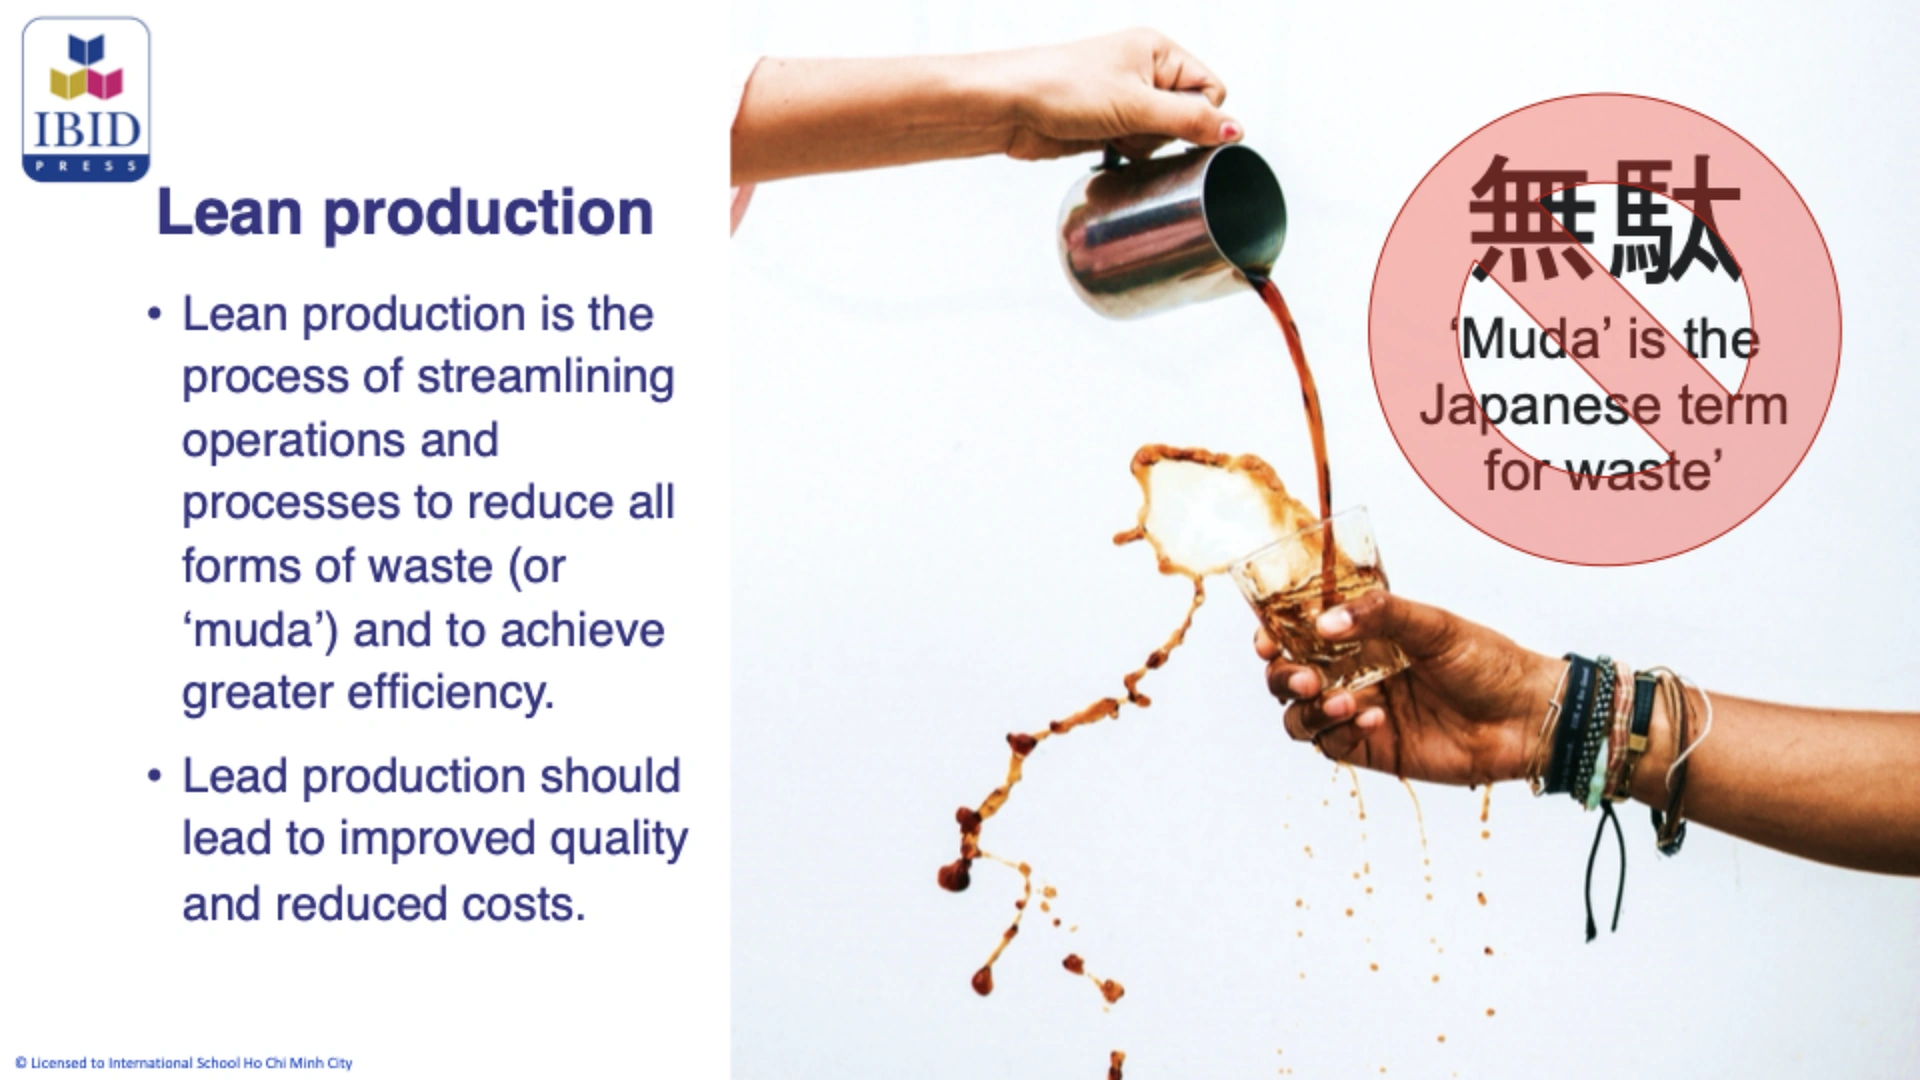 IBID
PRESS
Lean production
• Lean production is the
process of streamlining
operations and
processes to reduce all
forms of waste (or
‘muda’) and to achieve
greater efficiency.
• Lead production should
lead to improved quality
and reduced costs.
無駄
‘Muda’ is the
Japanese term
for waste’
© Licensed to International School Ho Chi Minh City